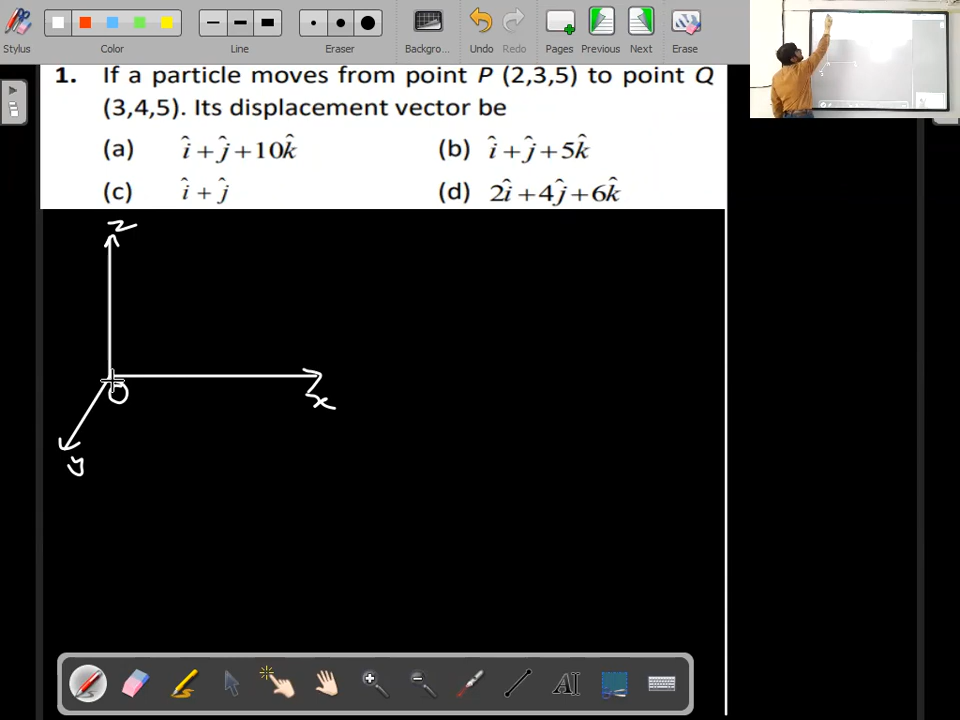 Stylus Color Line Eraser Backgro... Undo Redo Pages Previous Next Erase
1. If a particle moves from point P (2,3,5) to point Q
(3,4,5). Its displacement vector be
(a) î + ĵ + 10k̂ (b) î + ĵ + 5k̂
(c) î + ĵ (d) 2î + 4ĵ + 6k̂
z
O
x
y
AI